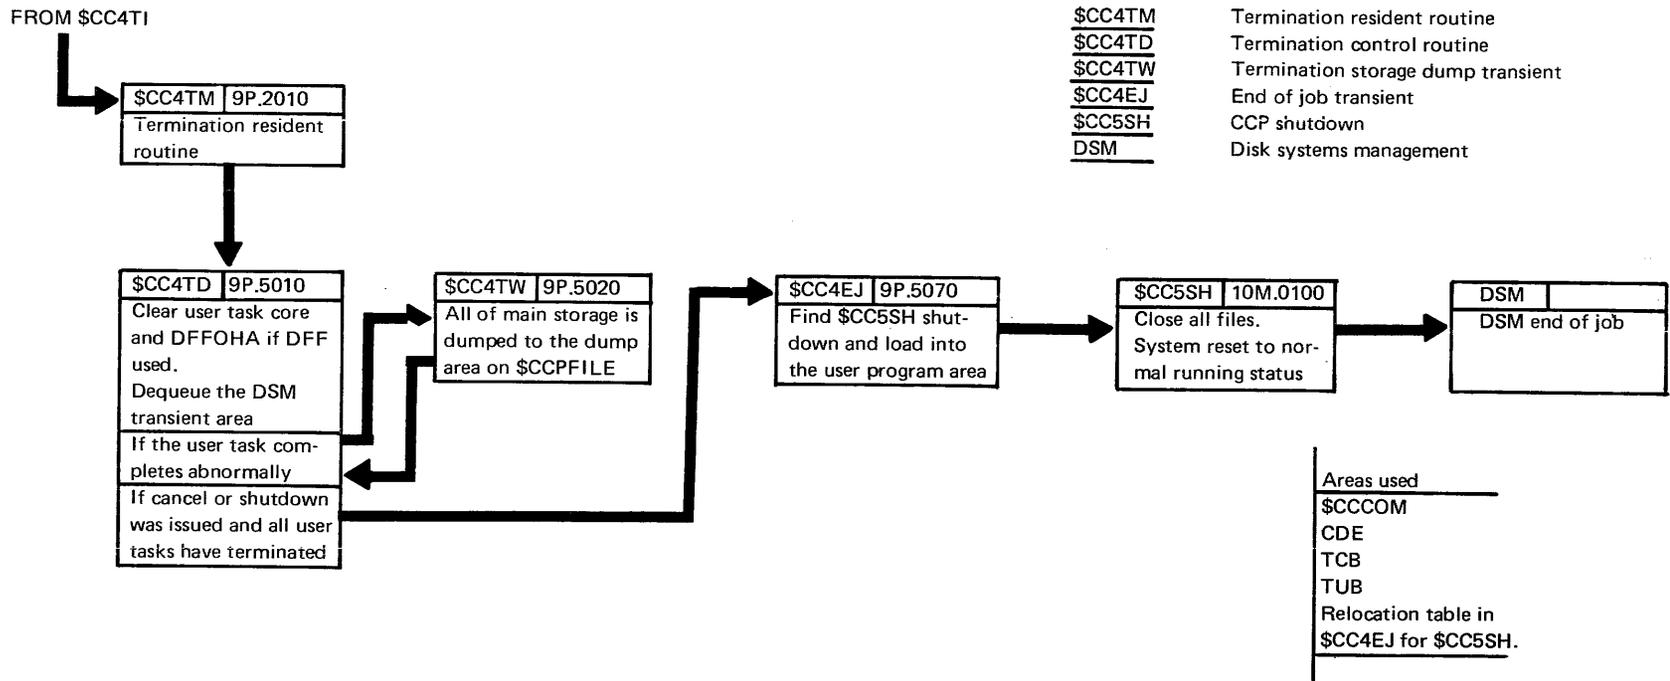 FROM $CC4TI
$CC4TM Termination resident routine
$CC4TD Termination control routine
$CC4TW Termination storage dump transient
$CC4EJ End of job transient
$CC5SH CCP shutdown
DSM Disk systems management
$CC4TM 9P.2010
Termination resident
routine
$CC4TD 9P.5010
Clear user task core
and DFFOHA if DFF
used.
Dequeue the DSM
transient area
If the user task com-
pletes abnormally
If cancel or shutdown
was issued and all user
tasks have terminated
$CC4TW 9P.5020
All of main storage is
dumped to the dump
area on $CCPFILE
$CC4EJ 9P.5070
Find $CC5SH shut-
down and load into
the user program area
$CC5SH 10M.0100
Close all files.
System reset to nor-
mal running status
DSM
DSM end of job
Areas used
$CCCOM
CDE
TCB
TUB
Relocation table in
$CC4EJ for $CC5SH.